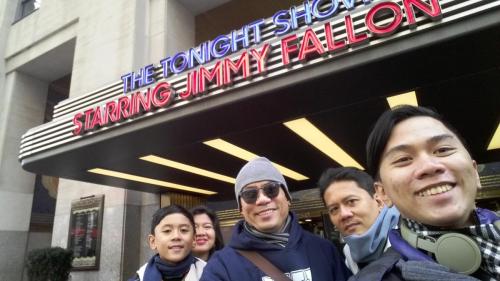 THE TONIGHT SHOW
STARRING JIMMY FALLON